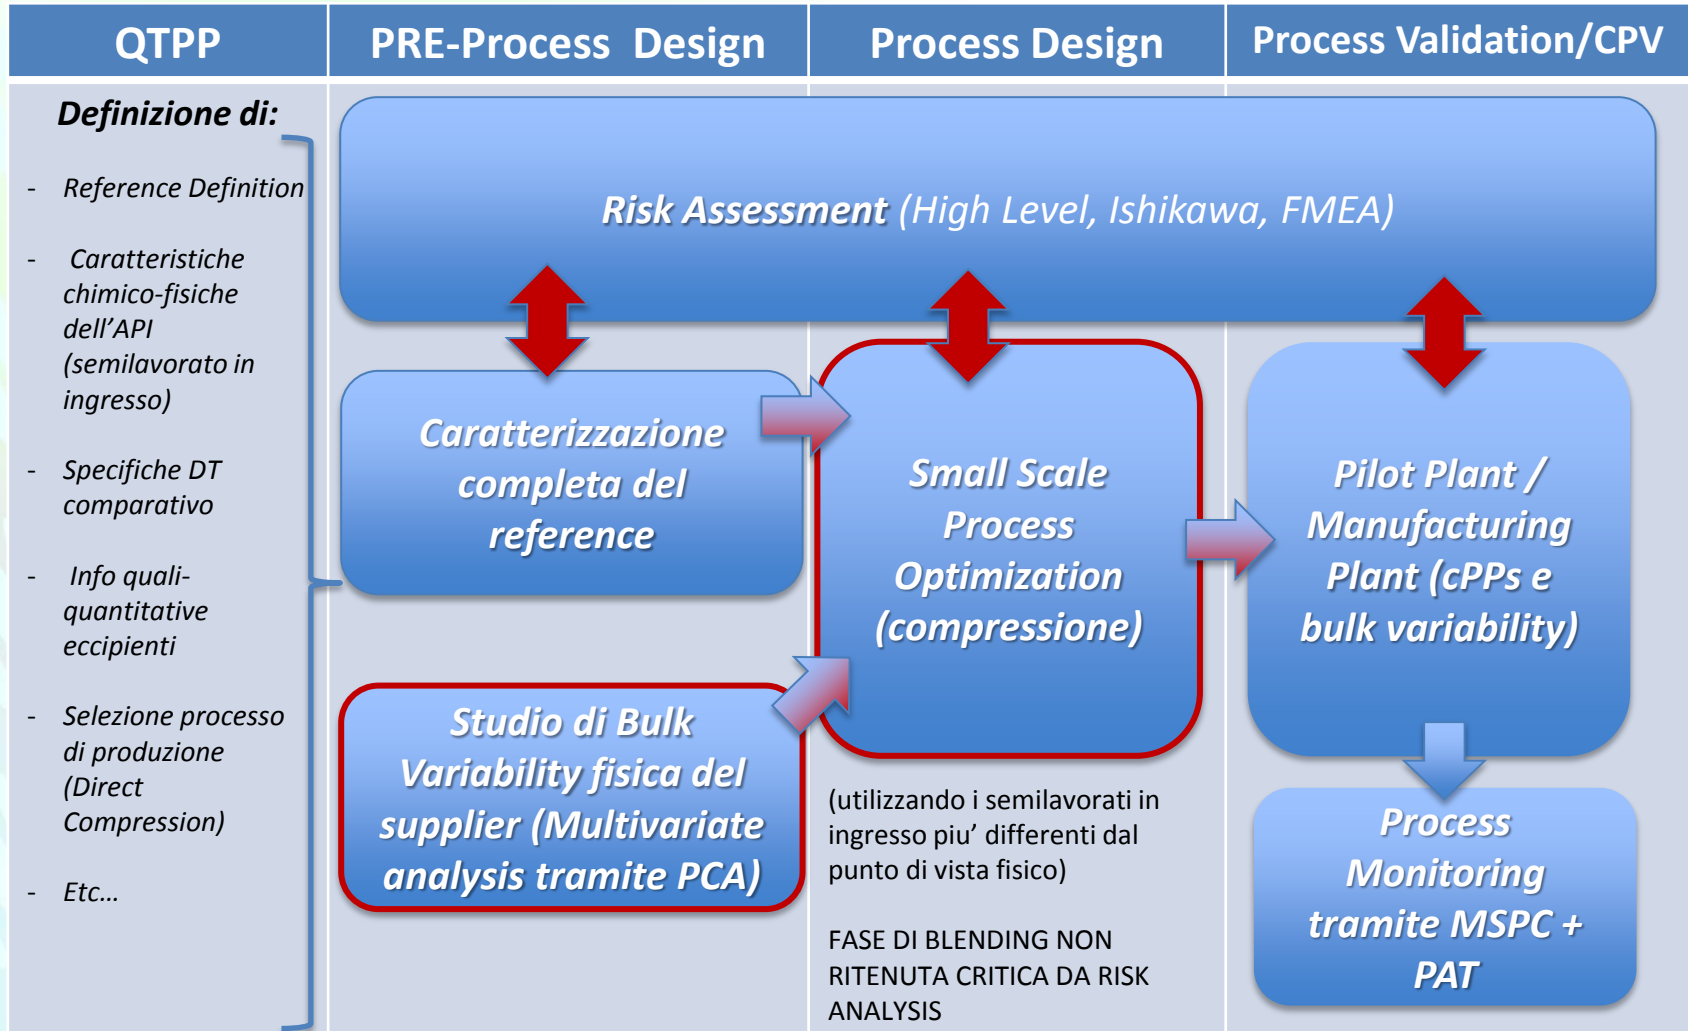 QTPP
PRE-Process Design
Process Design
Process Validation/CPV
Definizione di:
- Reference Definition
- Caratteristiche
chimico-fisiche
dell’API
(semilavorato in
ingresso)
- Specifiche DT
comparativo
- Info quali-
quantitative
eccipienti
- Selezione processo
di produzione
(Direct
Compression)
- Etc…
Risk Assessment (High Level, Ishikawa, FMEA)
Caratterizzazione
completa del
reference
Studio di Bulk
Variability fisica del
supplier (Multivariate
analysis tramite PCA)
Small Scale
Process
Optimization
(compressione)
(utilizzando i semilavorati in
ingresso piu’ differenti dal
punto di vista fisico)
FASE DI BLENDING NON
RITENUTA CRITICA DA RISK
ANALYSIS
Pilot Plant /
Manufacturing
Plant (cPPs e
bulk variability)
Process
Monitoring
tramite MSPC +
PAT